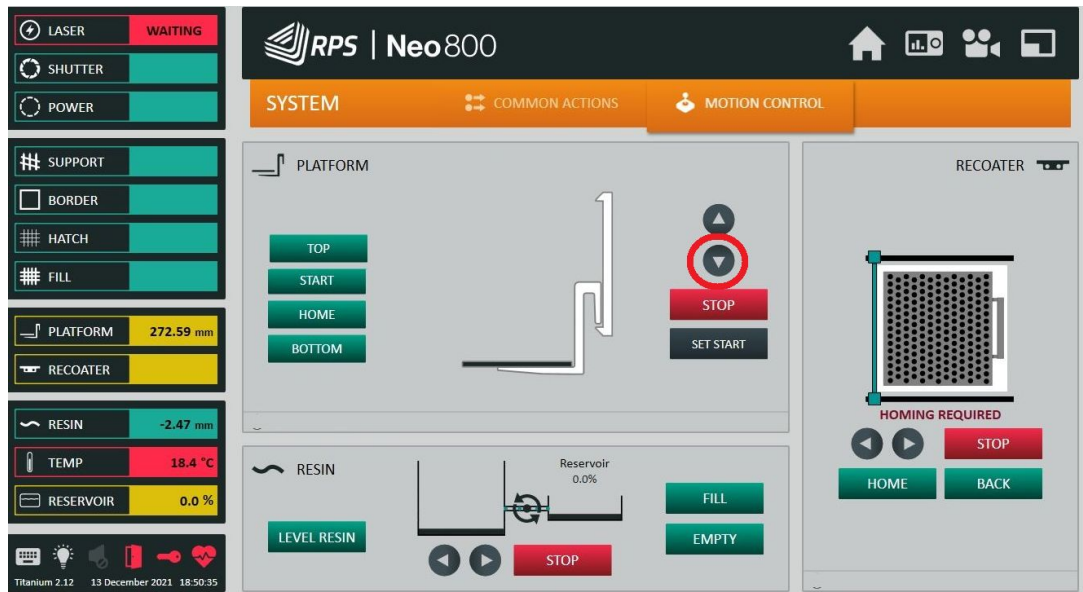 LASER WAITING
SHUTTER
POWER
SUPPORT
BORDER
HATCH
FILL
PLATFORM 272.59 mm
RECOATER
RESIN -2.47 mm
TEMP 18.4 °C
RESERVOIR 0.0 %
Titanium 2.12 13 December 2021 18:50:35
RPS | Neo800
SYSTEM COMMON ACTIONS MOTION CONTROL
PLATFORM
TOP
START
HOME
BOTTOM
STOP
SET START
RESIN
Reservoir
0.0%
LEVEL RESIN
STOP
FILL
EMPTY
RECOATER
HOMING REQUIRED
STOP
HOME BACK